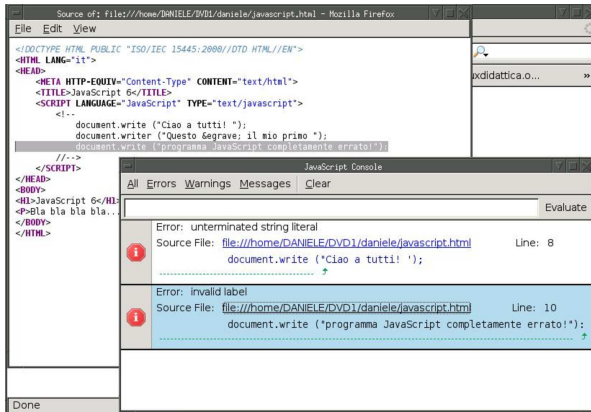 Source of: file:///home/DANIELE/DVD1/daniele/javascript.html - Mozilla Firefox
File Edit View
<!DOCTYPE HTML PUBLIC "ISO/IEC 15445:2000//DTD HTML//EN">
<HTML LANG="it">
<HEAD>
<META HTTP-EQUIV="Content-Type" CONTENT="text/html">
<TITLE>JavaScript 6</TITLE>
<SCRIPT LANGUAGE="JavaScript" TYPE="text/javascript">
<!--
document.write ("Ciao a tutti! ");
document.writer ("Questo &egrave; il mio primo ");
document.write ("programma JavaScript completamente errato!"):
//-->
</SCRIPT>
</HEAD>
<BODY>
<H1>JavaScript 6</H1>
<P>Bla bla bla bla...
</BODY>
</HTML>
uxdidattica.o... »
JavaScript Console
All Errors Warnings Messages Clear
Evaluate
Error: unterminated string literal
Source File: file:///home/DANIELE/DVD1/daniele/javascript.html Line: 8
document.write ("Ciao a tutti! ');
Error: invalid label
Source File: file:///home/DANIELE/DVD1/daniele/javascript.html Line: 10
document.write ("programma JavaScript completamente errato!"):
Done